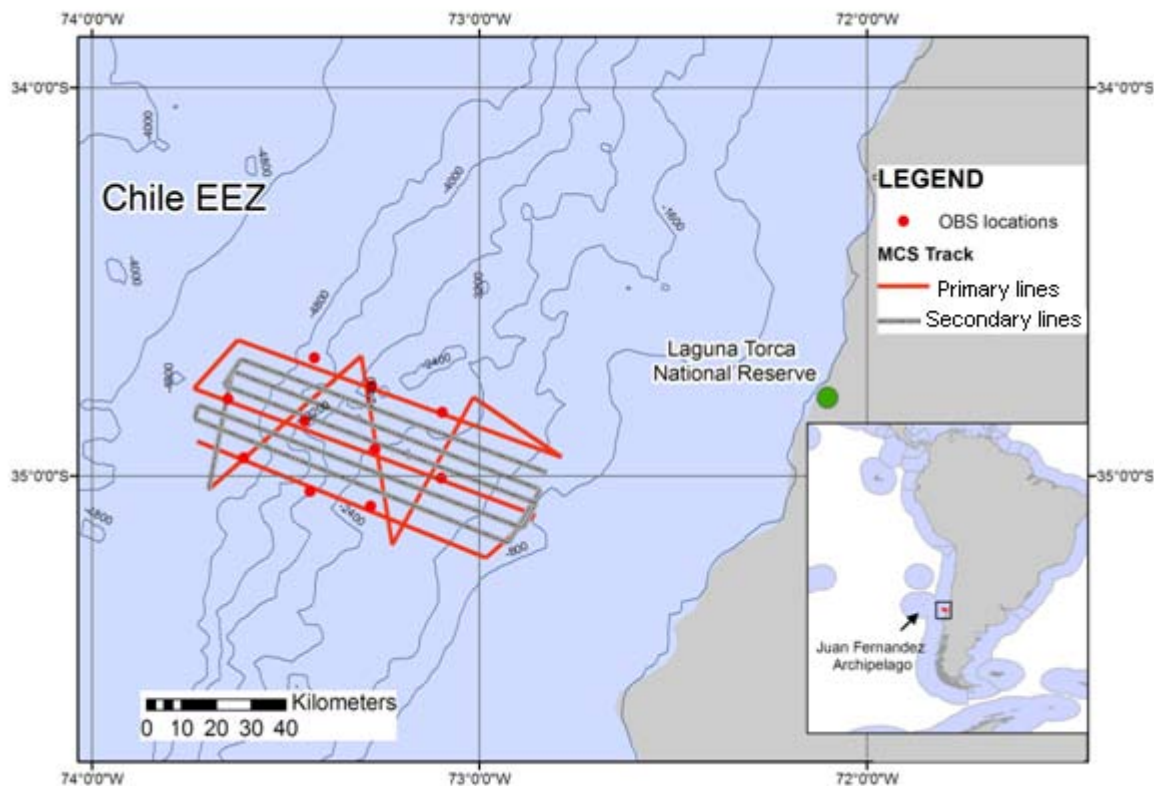 74°0'0"W
73°0'0"W
72°0'0"W
34°0'0"S
34°0'0"S
-4000
-4800
Chile EEZ
-4000
-1600
LEGEND
OBS locations
MCS Track
Primary lines
Secondary lines
-4000
3200
-4800
Laguna Torca
National Reserve
-2400
-4800
3200
35°0'0"S
35°0'0"S
-2400
-4800
-800
Juan Fernandez
Archipelago
Kilometers
0 5 10 20 30 40
74°0'0"W
73°0'0"W
72°0'0"W